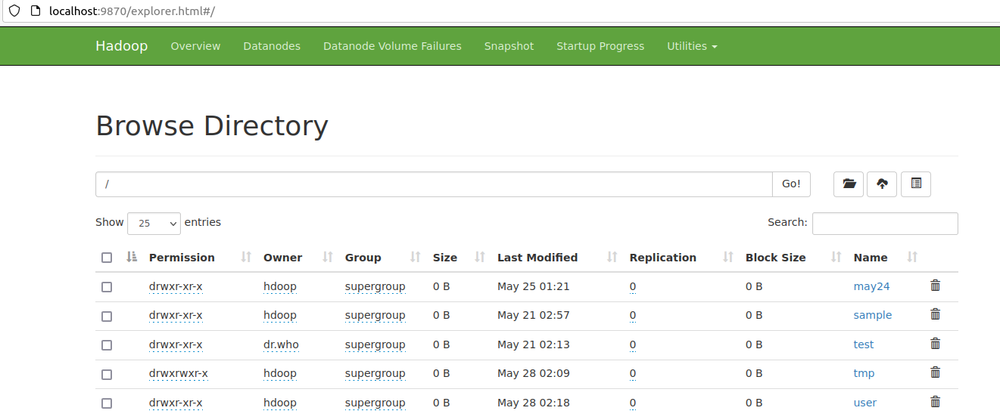 localhost:9870/explorer.html#/
Hadoop Overview Datanodes Datanode Volume Failures Snapshot Startup Progress Utilities
Browse Directory
/ Go!
Show 25 entries Search:
Permission Owner Group Size Last Modified Replication Block Size Name
drwxr-xr-x hdoop supergroup 0 B May 25 01:21 0 0 B may24
drwxr-xr-x hdoop supergroup 0 B May 21 02:57 0 0 B sample
drwxr-xr-x dr.who supergroup 0 B May 21 02:13 0 0 B test
drwxrwxr-x hdoop supergroup 0 B May 28 02:09 0 0 B tmp
drwxr-xr-x hdoop supergroup 0 B May 28 02:18 0 0 B user